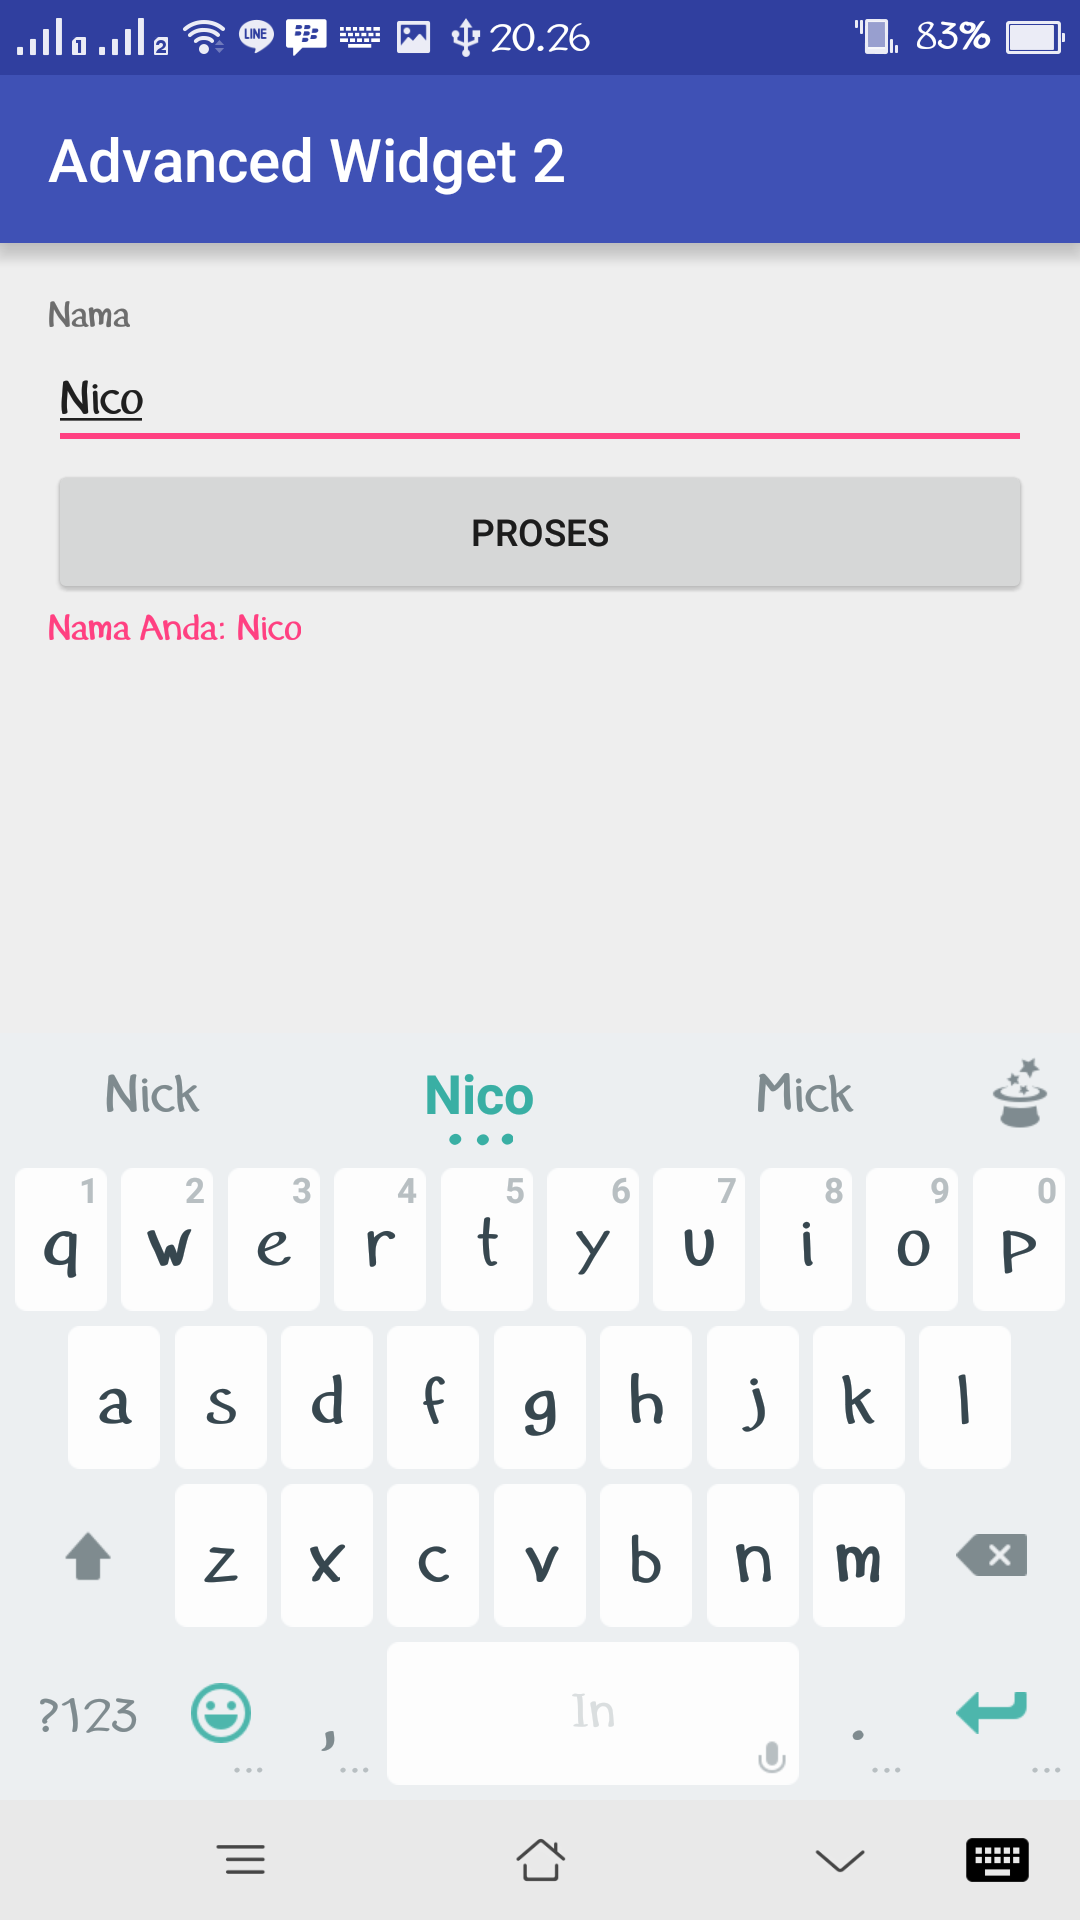 1 2 LINE 20.26 83%
Advanced Widget 2
Nama
Nico
PROSES
Nama Anda: Nico
Nick Nico Mick
1 2 3 4 5 6 7 8 9 0
q w e r t y u i o p
a s d f g h j k l
z x c v b n m
?123 , In .